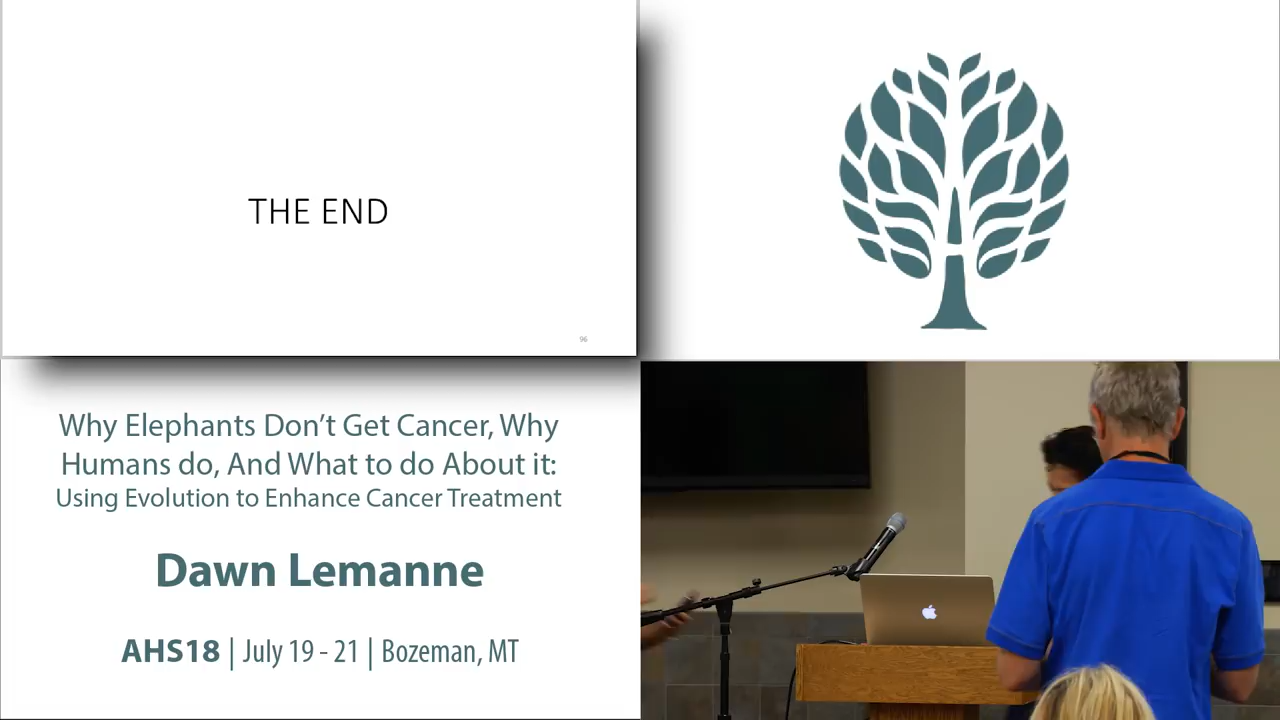 THE END
96
Why Elephants Don’t Get Cancer, Why
Humans do, And What to do About it:
Using Evolution to Enhance Cancer Treatment
Dawn Lemanne
AHS18 | July 19 - 21 | Bozeman, MT